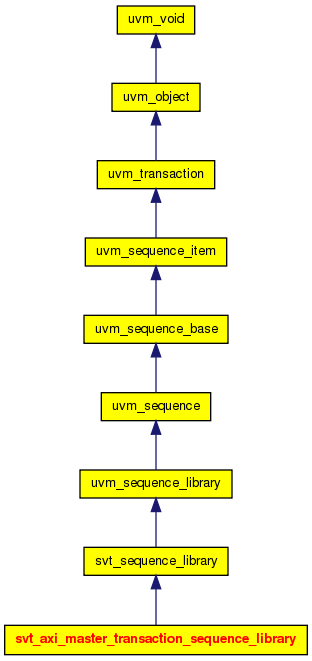 uvm_void
uvm_object
uvm_transaction
uvm_sequence_item
uvm_sequence_base
uvm_sequence
uvm_sequence_library
svt_sequence_library
svt_axi_master_transaction_sequence_library